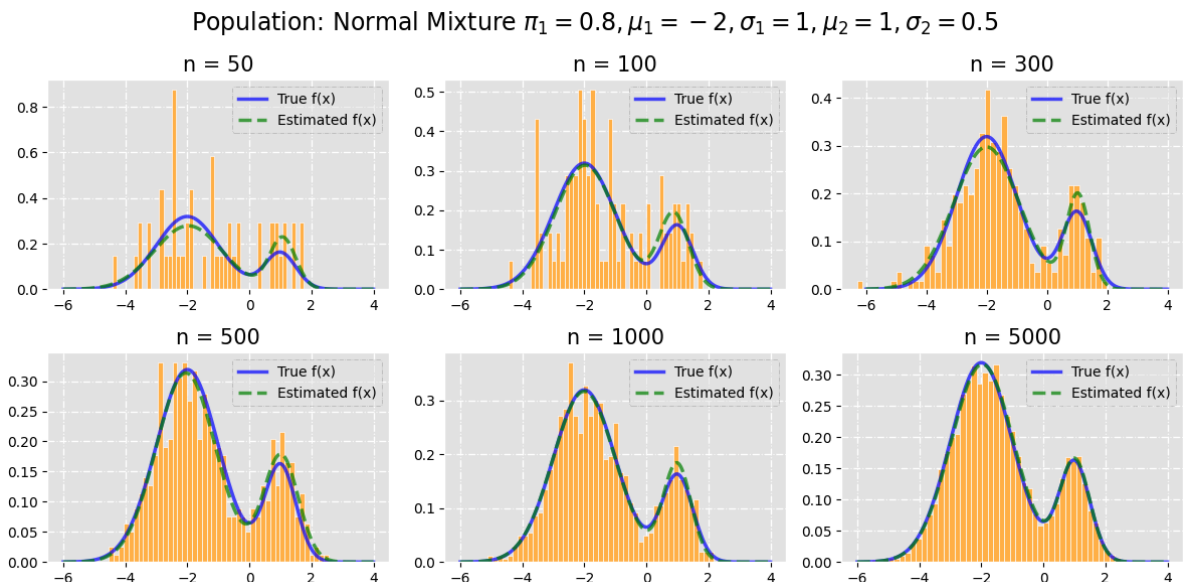 Population: Normal Mixture π₁ = 0.8, μ₁ = −2, σ₁ = 1, μ₂ = 1, σ₂ = 0.5
n = 50
n = 100
n = 300
True f(x)
Estimated f(x)
0.8
0.6
0.4
0.2
0.0
−6 −4 −2 0 2 4
True f(x)
Estimated f(x)
0.5
0.4
0.3
0.2
0.1
0.0
−6 −4 −2 0 2 4
True f(x)
Estimated f(x)
0.4
0.3
0.2
0.1
0.0
−6 −4 −2 0 2 4
n = 500
n = 1000
n = 5000
True f(x)
Estimated f(x)
0.30
0.25
0.20
0.15
0.10
0.05
0.00
−6 −4 −2 0 2 4
True f(x)
Estimated f(x)
0.3
0.2
0.1
0.0
−6 −4 −2 0 2 4
True f(x)
Estimated f(x)
0.30
0.25
0.20
0.15
0.10
0.05
0.00
−6 −4 −2 0 2 4